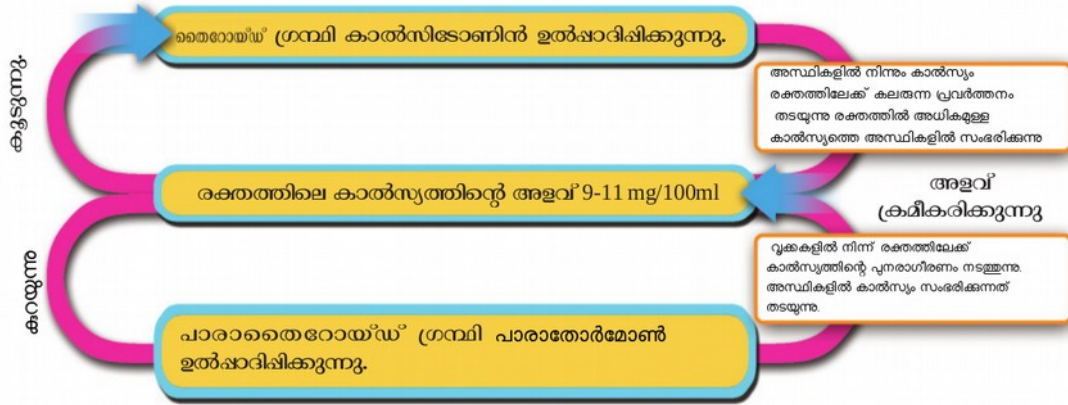 തൈറോയ്ഡ് ഗ്രന്ഥി കാൽസിടോണിൻ ഉൽപ്പാദിപ്പിക്കുന്നു.
കൂടുന്നു.
അസ്ഥികളിൽ നിന്നും കാൽസ്യം
രക്തത്തിലേക്ക് കലരുന്ന പ്രവർത്തനം
തടയുന്നു രക്തത്തിൽ അധികമുള്ള
കാൽസ്യത്തെ അസ്ഥികളിൽ സംഭരിക്കുന്നു
രക്തത്തിലെ കാൽസ്യത്തിന്റെ അളവ് 9-11 mg/100ml
അളവ്
ക്രമീകരിക്കുന്നു
കുറയുന്നു
വൃക്കകളിൽ നിന്ന് രക്തത്തിലേക്ക്
കാൽസ്യത്തിന്റെ പുനരാഗീരണം നടത്തുന്നു.
അസ്ഥികളിൽ കാൽസ്യം സംഭരിക്കുന്നത്
തടയുന്നു.
പാരാതൈറോയ്ഡ് ഗ്രന്ഥി പാരാതോർമോൺ
ഉൽപ്പാദിപ്പിക്കുന്നു.